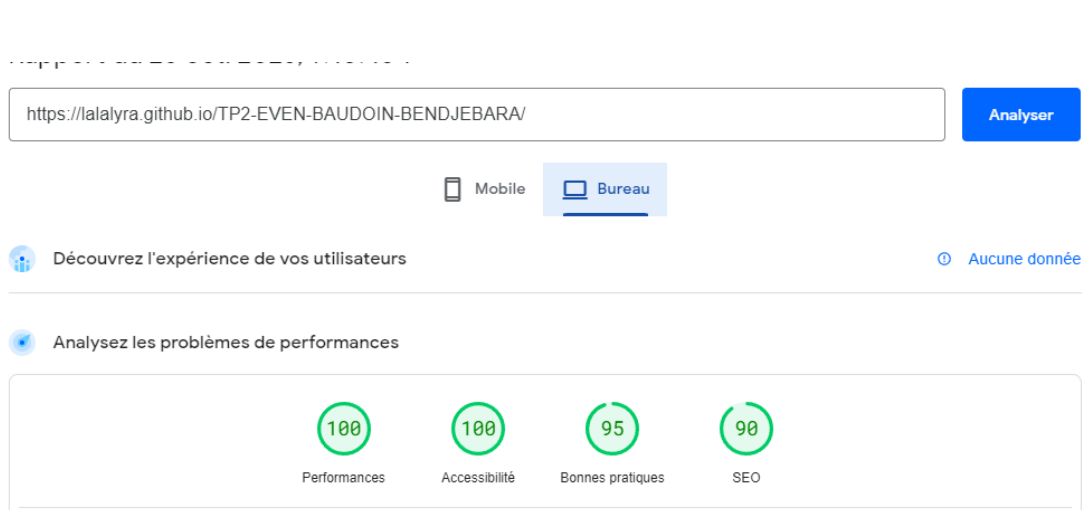 https://lalalyra.github.io/TP2-EVEN-BAUDOIN-BENDJEBARA/
Analyser
Mobile
Bureau
Découvrez l'expérience de vos utilisateurs
Aucune donnée
Analysez les problèmes de performances
100
100
95
90
Performances
Accessibilité
Bonnes pratiques
SEO